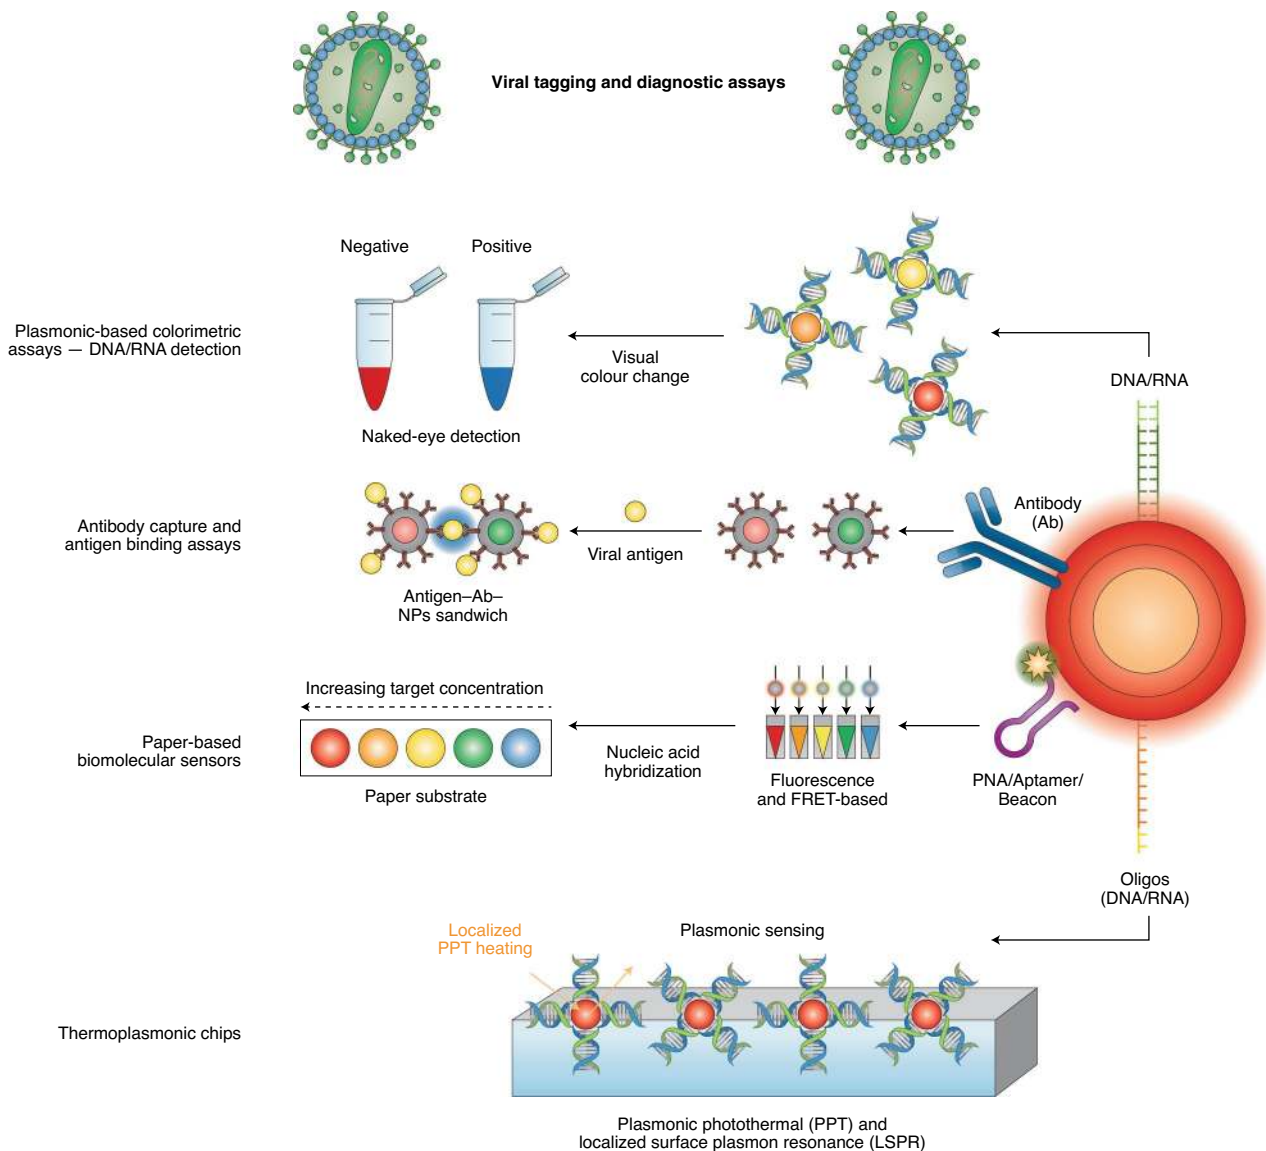 Viral tagging and diagnostic assays
Negative
Positive
Plasmonic-based colorimetric
assays — DNA/RNA detection
Visual
colour change
DNA/RNA
Naked-eye detection
Antibody capture and
antigen binding assays
Viral antigen
Antibody
(Ab)
Antigen–Ab–
NPs sandwich
Increasing target concentration
Paper-based
biomolecular sensors
Paper substrate
Nucleic acid
hybridization
Fluorescence
and FRET-based
PNA/Aptamer/
Beacon
Oligos
(DNA/RNA)
Localized
PPT heating
Plasmonic sensing
Thermoplasmonic chips
Plasmonic photothermal (PPT) and
localized surface plasmon resonance (LSPR)